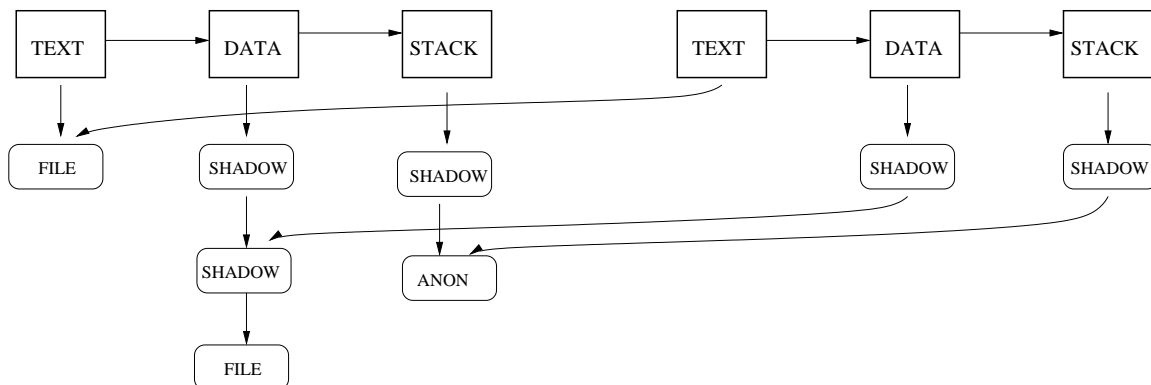 TEXT DATA STACK TEXT DATA STACK
FILE SHADOW SHADOW SHADOW SHADOW
SHADOW ANON
FILE